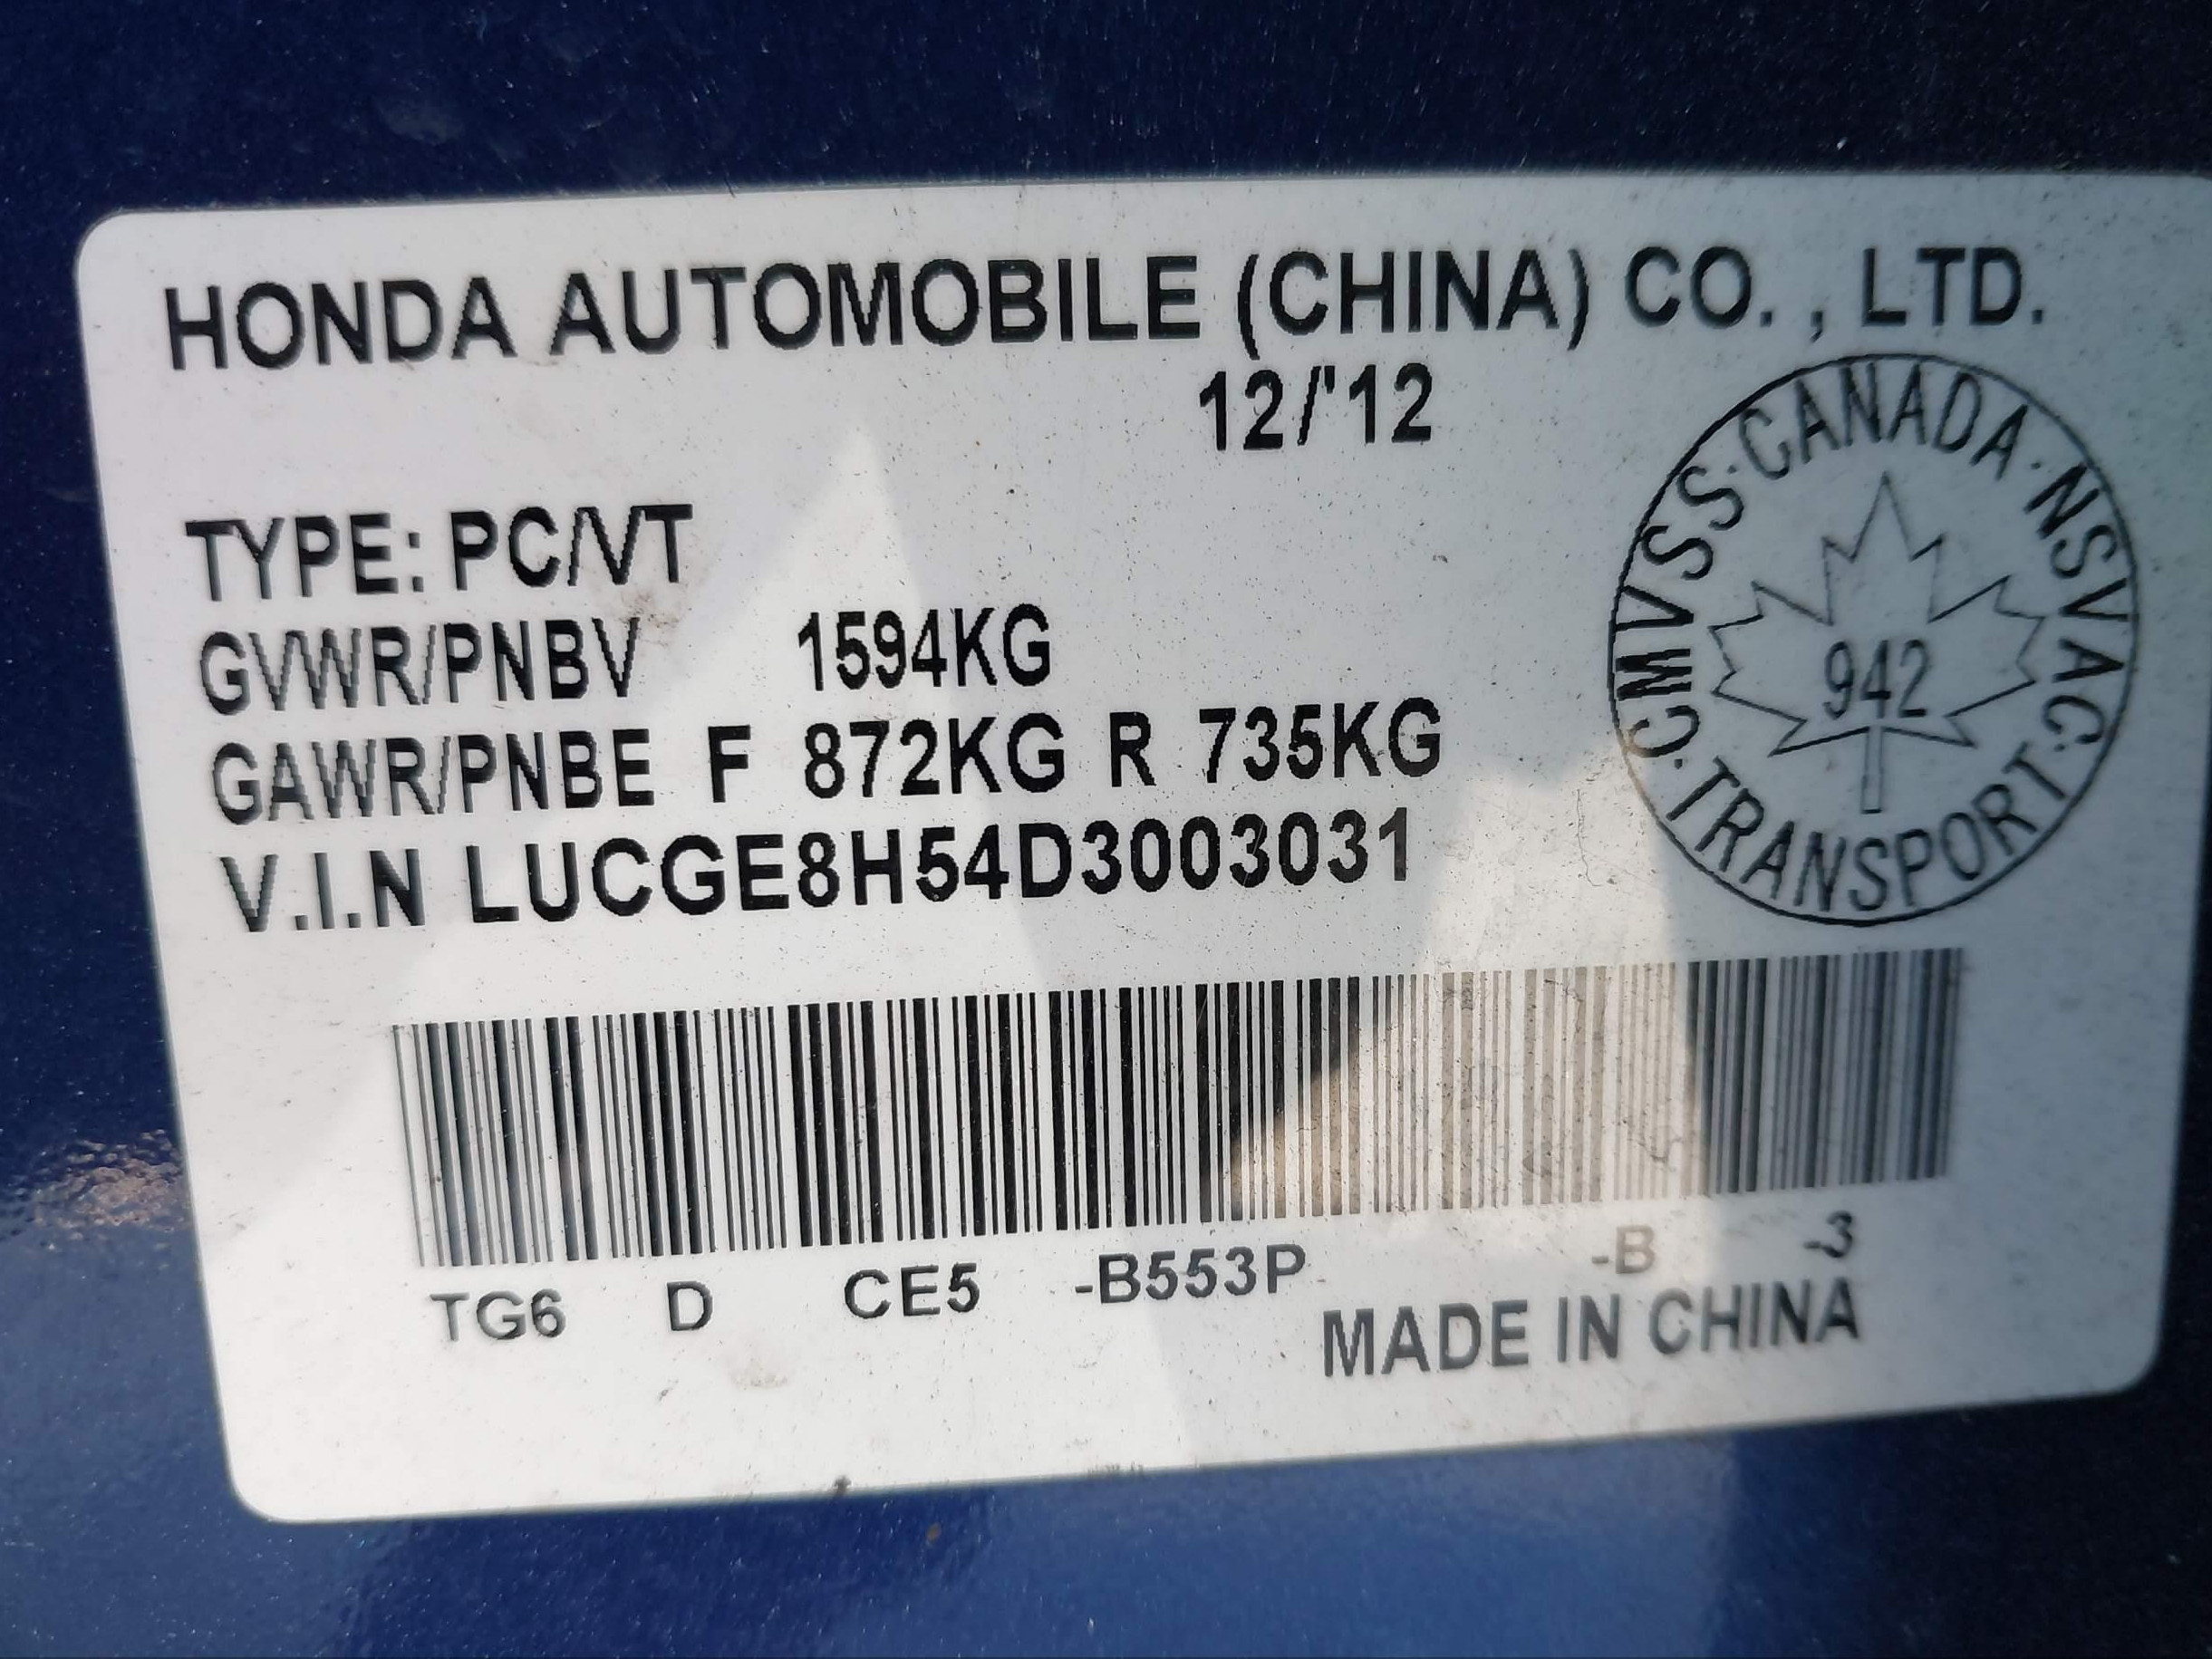 HONDA AUTOMOBILE (CHINA) CO. , LTD.
12/'12
TYPE: PC/VT
GVWR/PNBV 1594KG
GAWR/PNBE F 872KG R 735KG
V.I.N LUCGE8H54D3003031
CMVSS·CANADA·NSVAC·TRANSPORT·
942
TG6 D CE5 -B553P -B -3
MADE IN CHINA